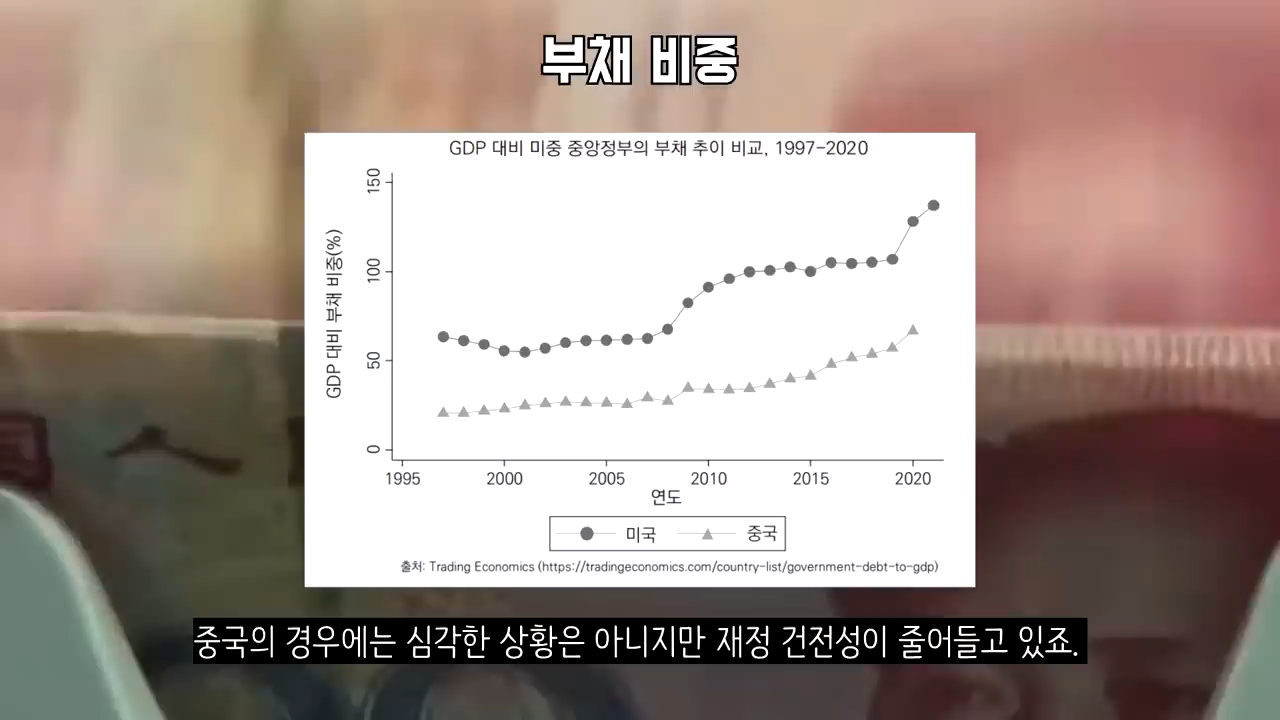 부채 비중
GDP 대비 미중 중앙정부의 부채 추이 비교, 1997-2020
GDP 대비 부채 비중(%)
150
100
50
0
1995 2000 2005 2010 2015 2020
연도
미국 중국
출처: Trading Economics (https://tradingeconomics.com/country-list/government-debt-to-gdp)
중국의 경우에는 심각한 상황은 아니지만 재정 건전성이 줄어들고 있죠.